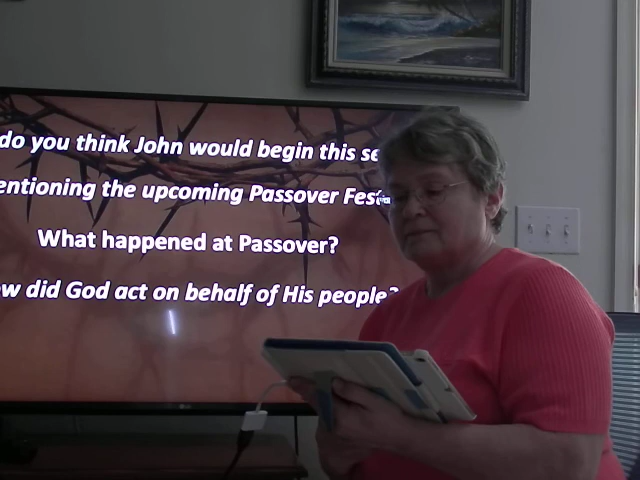 do you think John would begin this se
entioning the upcoming Passover Fest
What happened at Passover?
ow did God act on behalf of His people?